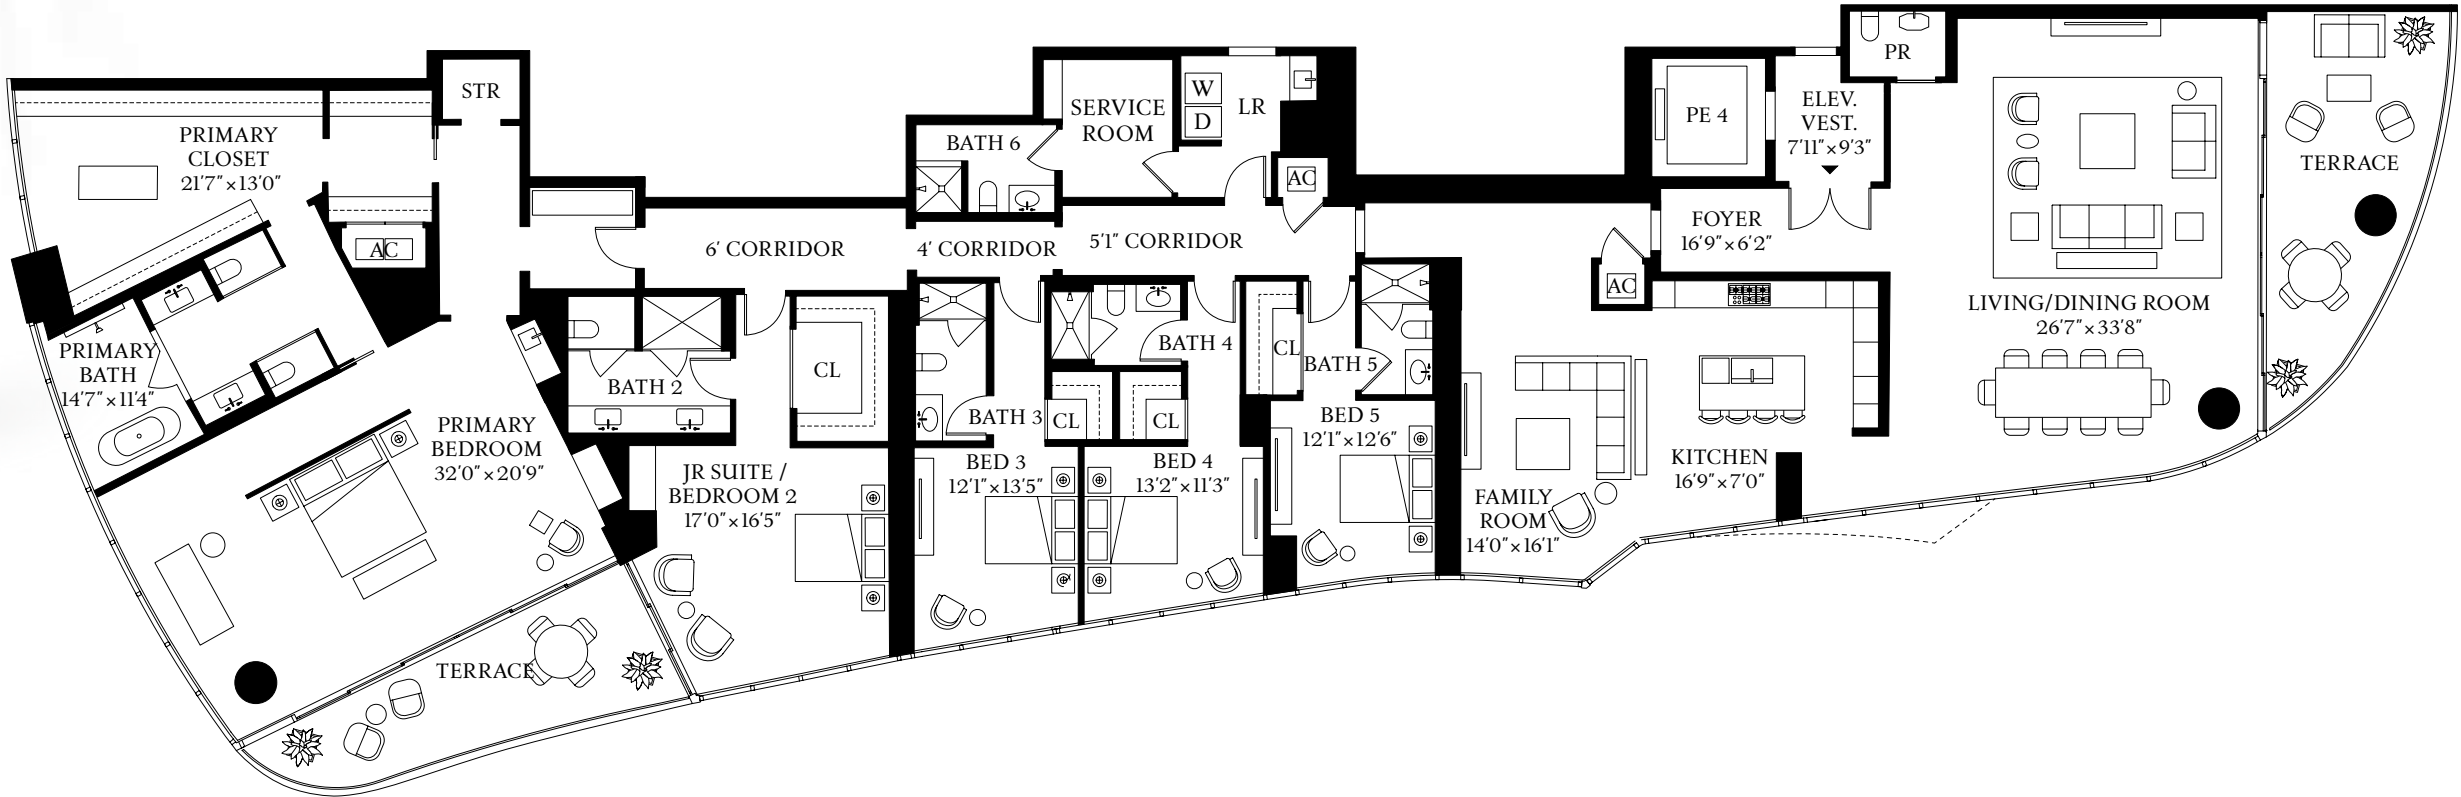 STR
PRIMARY
CLOSET
21'7"×13'0"
AC
PRIMARY
BATH
14'7"×11'4"
PRIMARY
BEDROOM
32'0"×20'9"
TERRACE
6' CORRIDOR
BATH 2
CL
JR SUITE /
BEDROOM 2
17'0"×16'5"
BATH 6
SERVICE
ROOM
W
D
LR
AC
4' CORRIDOR
5'1" CORRIDOR
BATH 3
CL
BED 3
12'1"×13'5"
BATH 4
CL
BED 4
13'2"×11'3"
CL
BATH 5
BED 5
12'1"×12'6"
PE 4
ELEV.
VEST.
7'11"×9'3"
PR
FOYER
16'9"×6'2"
AC
FAMILY
ROOM
14'0"×16'1"
KITCHEN
16'9"×7'0"
LIVING/DINING ROOM
26'7"×33'8"
TERRACE